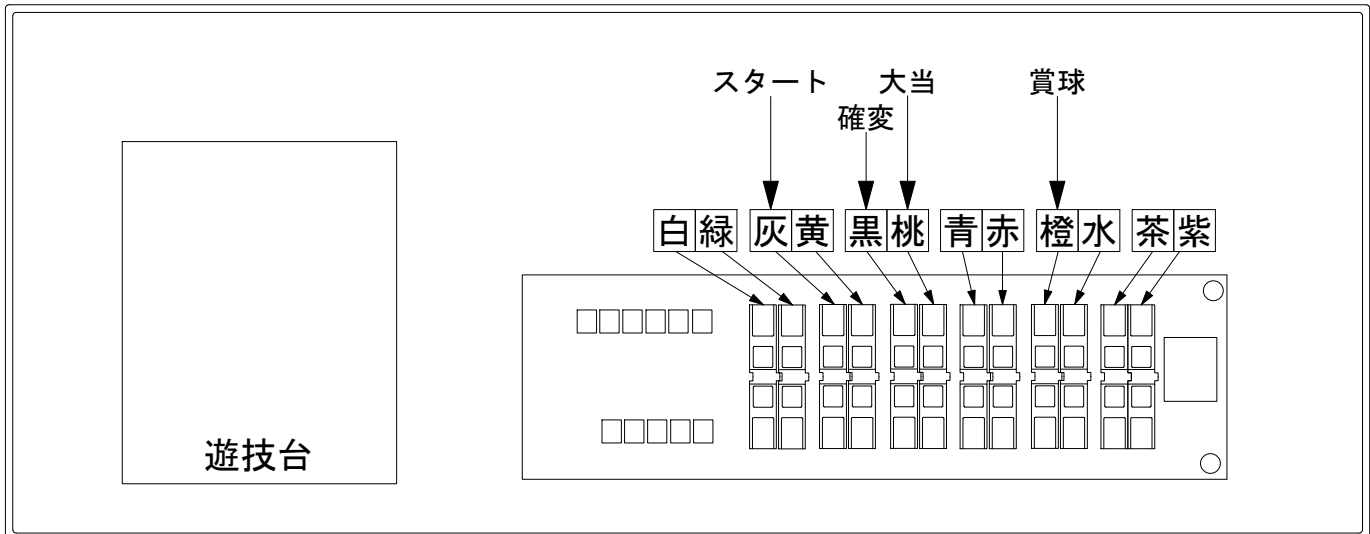 スタート 大当 賞球
確変
白緑 灰黄 黒桃 青赤 橙水 茶紫
遊技台